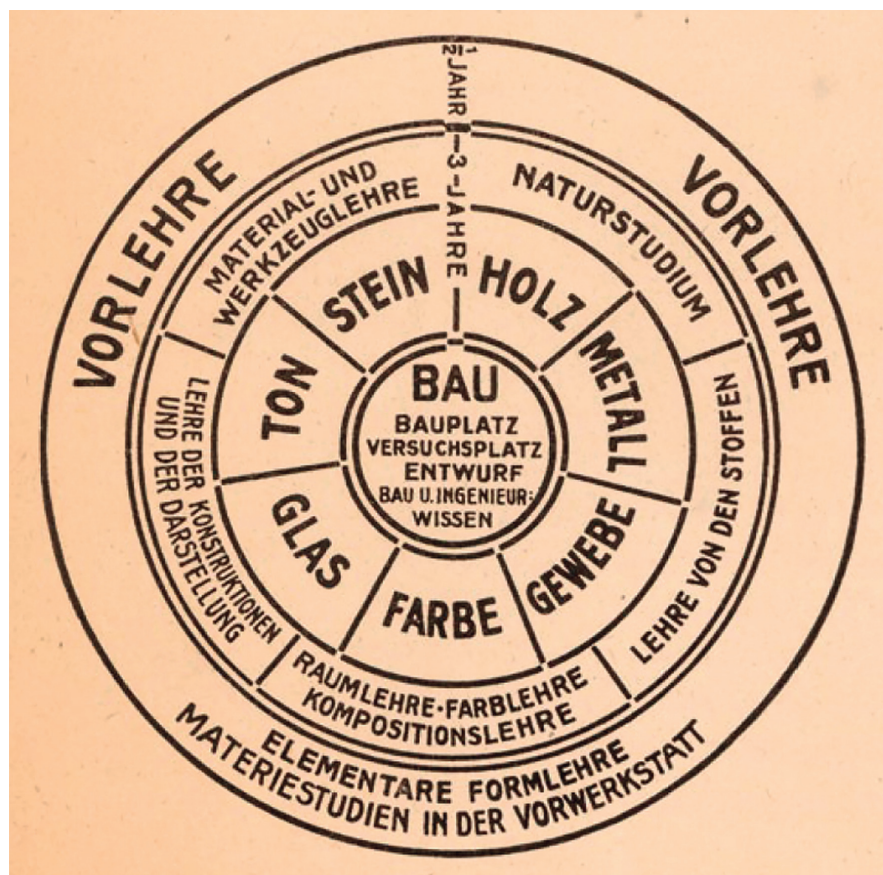 ½ JAHR
VORLEHRE
VORLEHRE
3-JAHRE
MATERIAL- UND
WERKZEUGLEHRE
NATURSTUDIUM
LEHRE VON DEN STOFFEN
RAUMLEHRE·FARBLEHRE
KOMPOSITIONSLEHRE
LEHRE DER KONSTRUKTIONEN
UND DER DARSTELLUNG
STEIN
HOLZ
METALL
GEWEBE
FARBE
GLAS
TON
BAU
BAUPLATZ
VERSUCHSPLATZ
ENTWURF
BAU U. INGENIEUR-
WISSEN
ELEMENTARE FORMLEHRE
MATERIESTUDIEN IN DER VORWERKSTATT